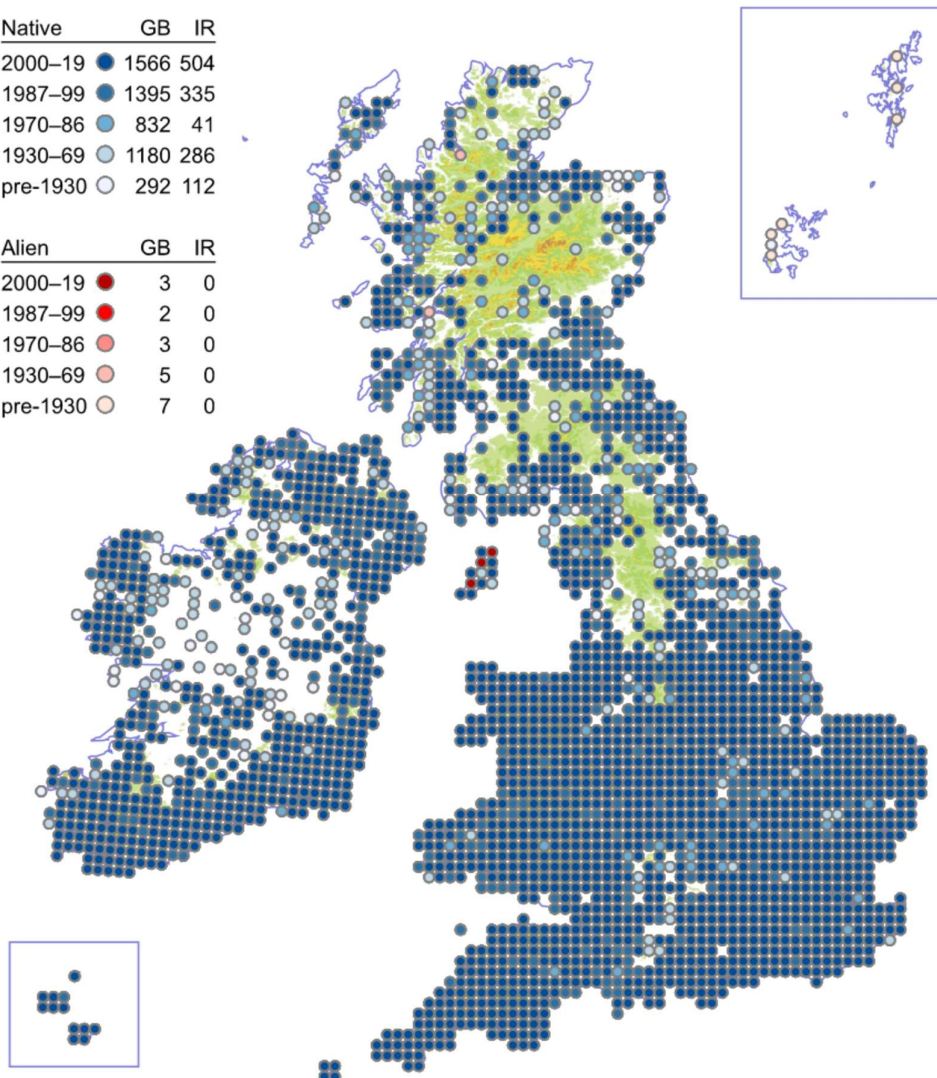 Native GB IR
2000–19 1566 504
1987–99 1395 335
1970–86 832 41
1930–69 1180 286
pre-1930 292 112
Alien GB IR
2000–19 3 0
1987–99 2 0
1970–86 3 0
1930–69 5 0
pre-1930 7 0